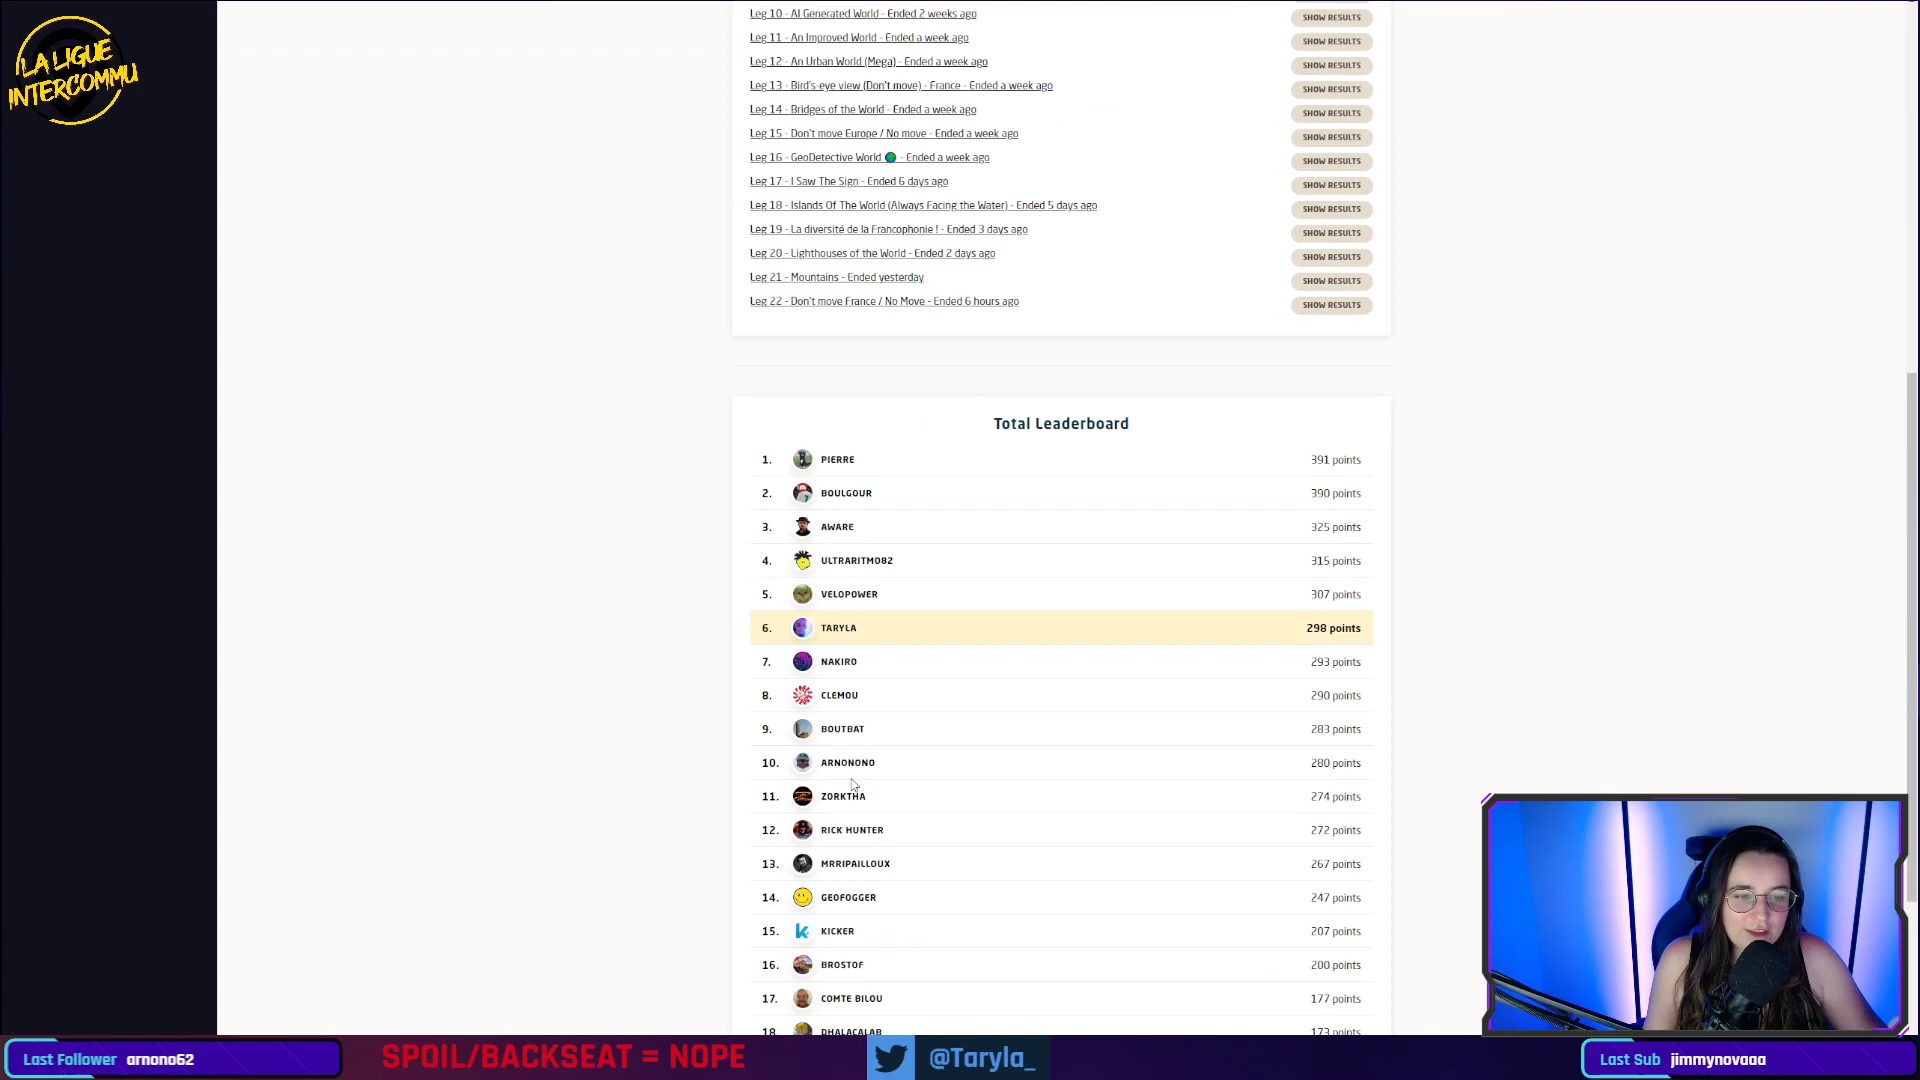 LA LIGUE
INTERCOMMU
Leg 10 - AI Generated World - Ended 2 weeks ago SHOW RESULTS
Leg 11 - An Improved World - Ended a week ago SHOW RESULTS
Leg 12 - An Urban World (Mega) - Ended a week ago SHOW RESULTS
Leg 13 - Bird's-eye view (Don't move) - France - Ended a week ago SHOW RESULTS
Leg 14 - Bridges of the World - Ended a week ago SHOW RESULTS
Leg 15 - Don't move Europe / No move - Ended a week ago SHOW RESULTS
Leg 16 - GeoDetective World 🌍 - Ended a week ago SHOW RESULTS
Leg 17 - I Saw The Sign - Ended 6 days ago SHOW RESULTS
Leg 18 - Islands Of The World (Always Facing the Water) - Ended 5 days ago SHOW RESULTS
Leg 19 - La diversité de la Francophonie ! - Ended 3 days ago SHOW RESULTS
Leg 20 - Lighthouses of the World - Ended 2 days ago SHOW RESULTS
Leg 21 - Mountains - Ended yesterday SHOW RESULTS
Leg 22 - Don't move France / No Move - Ended 6 hours ago SHOW RESULTS
Total Leaderboard
1. PIERRE 391 points
2. BOULGOUR 390 points
3. AWARE 325 points
4. ULTRARITMO82 315 points
5. VELOPOWER 307 points
6. TARYLA 298 points
7. NAKIRO 293 points
8. CLEMOU 290 points
9. BOUTBAT 283 points
10. ARNONONO 280 points
11. ZORKTHA 274 points
12. RICK HUNTER 272 points
13. MRRIPAILLOUX 267 points
14. GEOFOGGER 247 points
15. KICKER 207 points
16. BROSTOF 200 points
17. COMTE BILOU 177 points
18. DHALACALAB 173 points
Last Follower arnono62
SPOIL/BACKSEAT = NOPE
@Taryla_
Last Sub jimmynovaaa